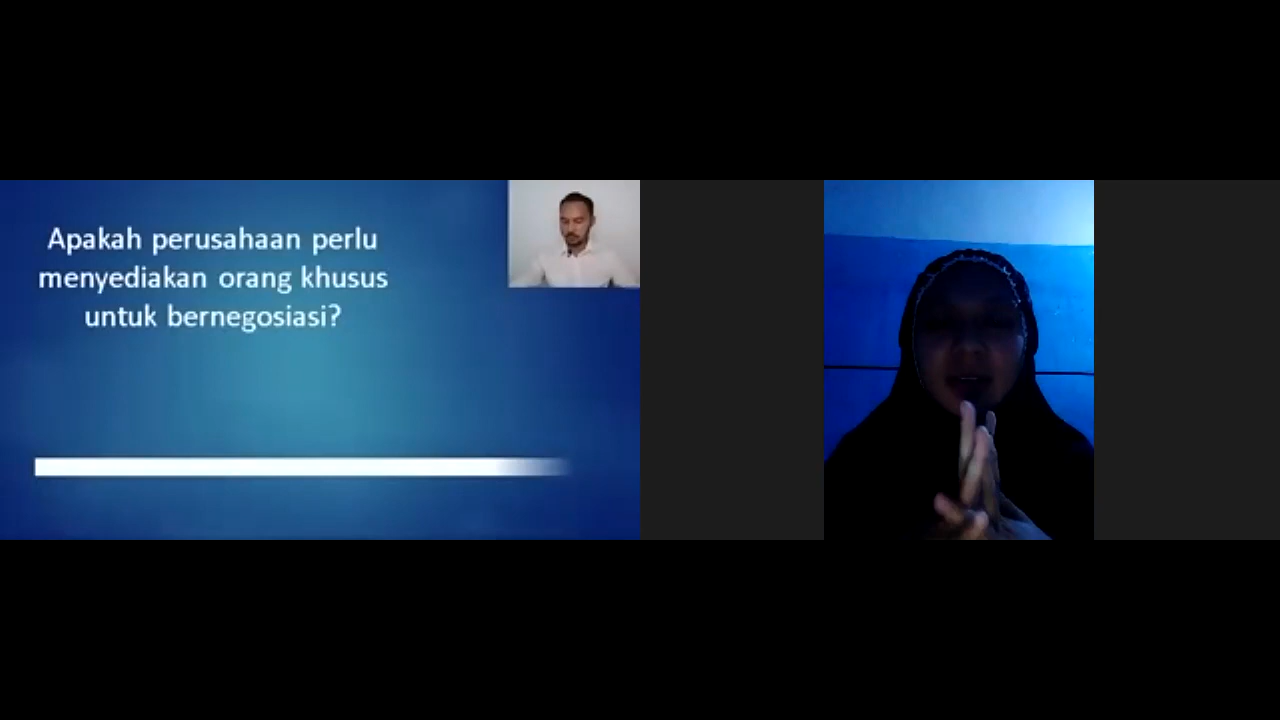 Apakah perusahaan perlu
menyediakan orang khusus
untuk bernegosiasi?